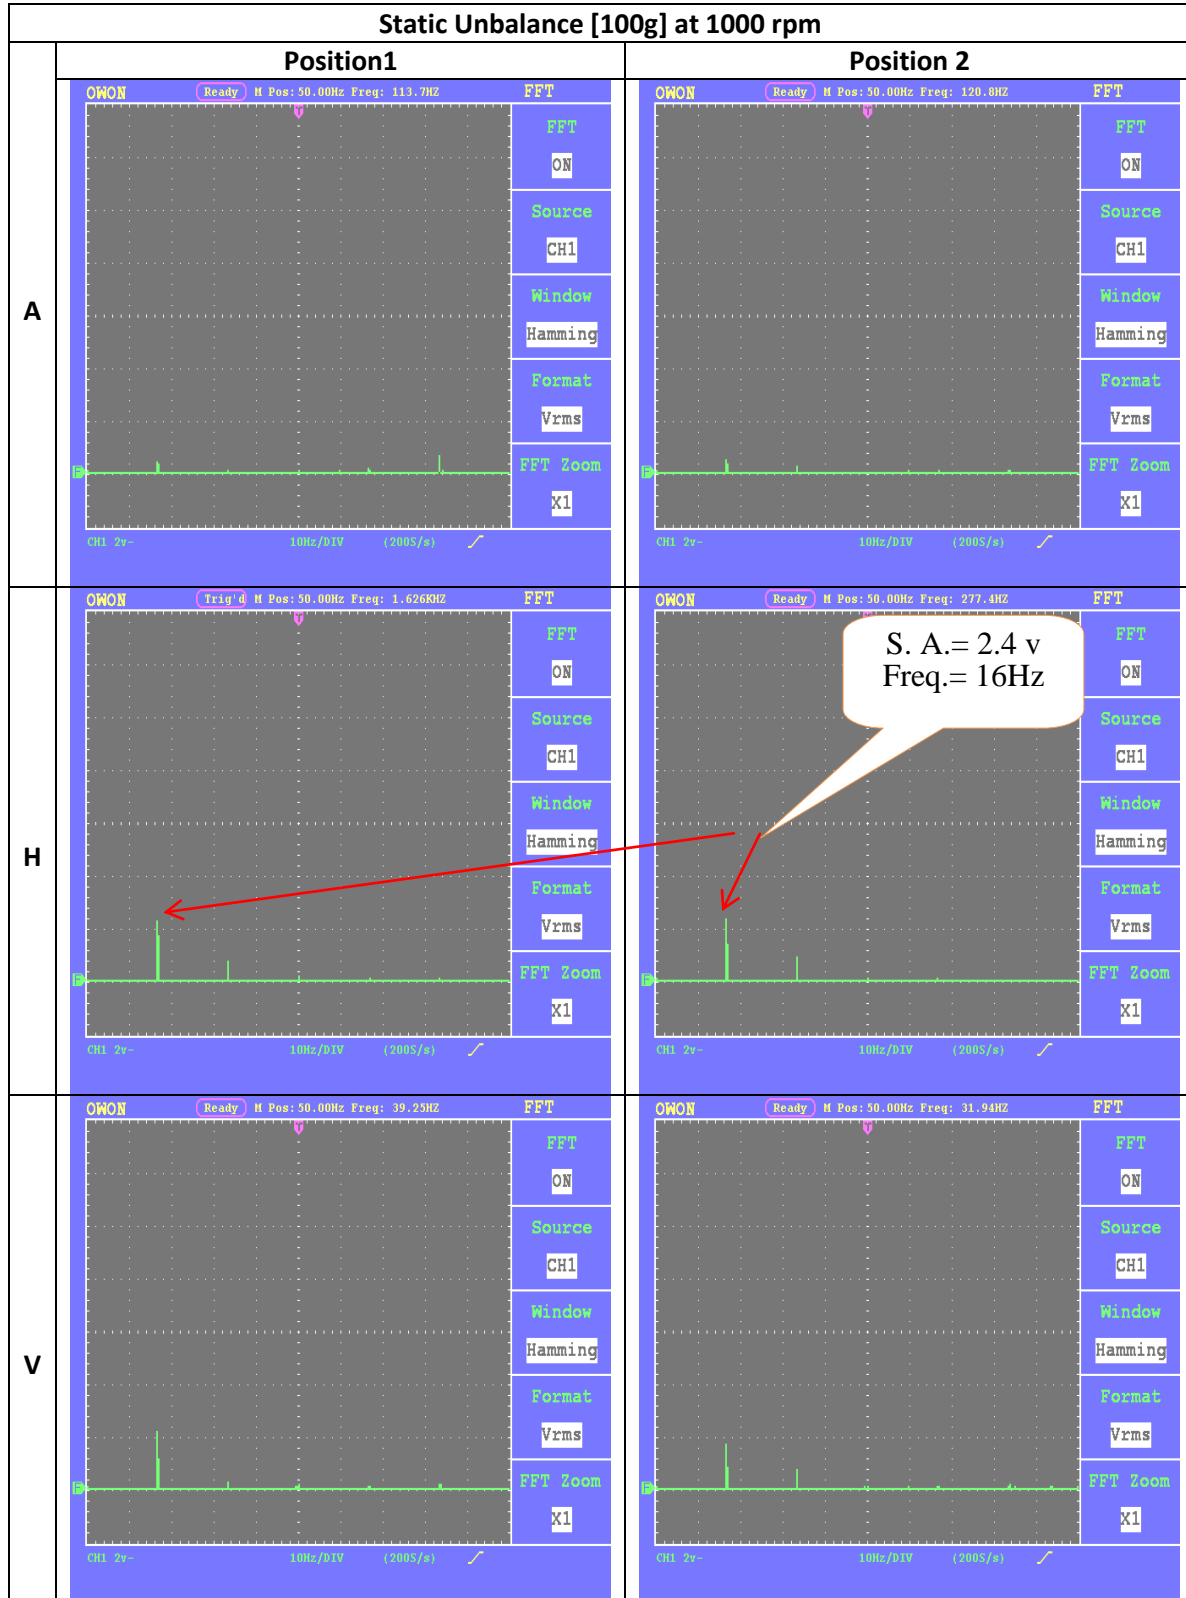 Static Unbalance [100g] at 1000 rpm
Position1 Position 2
A
OWON Ready M Pos:50.00Hz Freq: 113.7HZ FFT
FFT
ON
Source
CH1
Window
Hamming
Format
Vrms
FFT Zoom
X1
F
T
CH1 2v~ 10Hz/DIV (200S/s)
OWON Ready M Pos:50.00Hz Freq: 120.8HZ FFT
FFT
ON
Source
CH1
Window
Hamming
Format
Vrms
FFT Zoom
X1
F
T
CH1 2v~ 10Hz/DIV (200S/s)
H
OWON Trig'd M Pos:50.00Hz Freq: 1.626KHZ FFT
FFT
ON
Source
CH1
Window
Hamming
Format
Vrms
FFT Zoom
X1
F
T
CH1 2v~ 10Hz/DIV (200S/s)
OWON Ready M Pos:50.00Hz Freq: 277.4HZ FFT
S. A.= 2.4 v
Freq.= 16Hz
FFT
ON
Source
CH1
Window
Hamming
Format
Vrms
FFT Zoom
X1
F
CH1 2v~ 10Hz/DIV (200S/s)
V
OWON Ready M Pos:50.00Hz Freq: 39.25HZ FFT
FFT
ON
Source
CH1
Window
Hamming
Format
Vrms
FFT Zoom
X1
F
T
CH1 2v~ 10Hz/DIV (200S/s)
OWON Ready M Pos:50.00Hz Freq: 31.94HZ FFT
FFT
ON
Source
CH1
Window
Hamming
Format
Vrms
FFT Zoom
X1
F
T
CH1 2v~ 10Hz/DIV (200S/s)